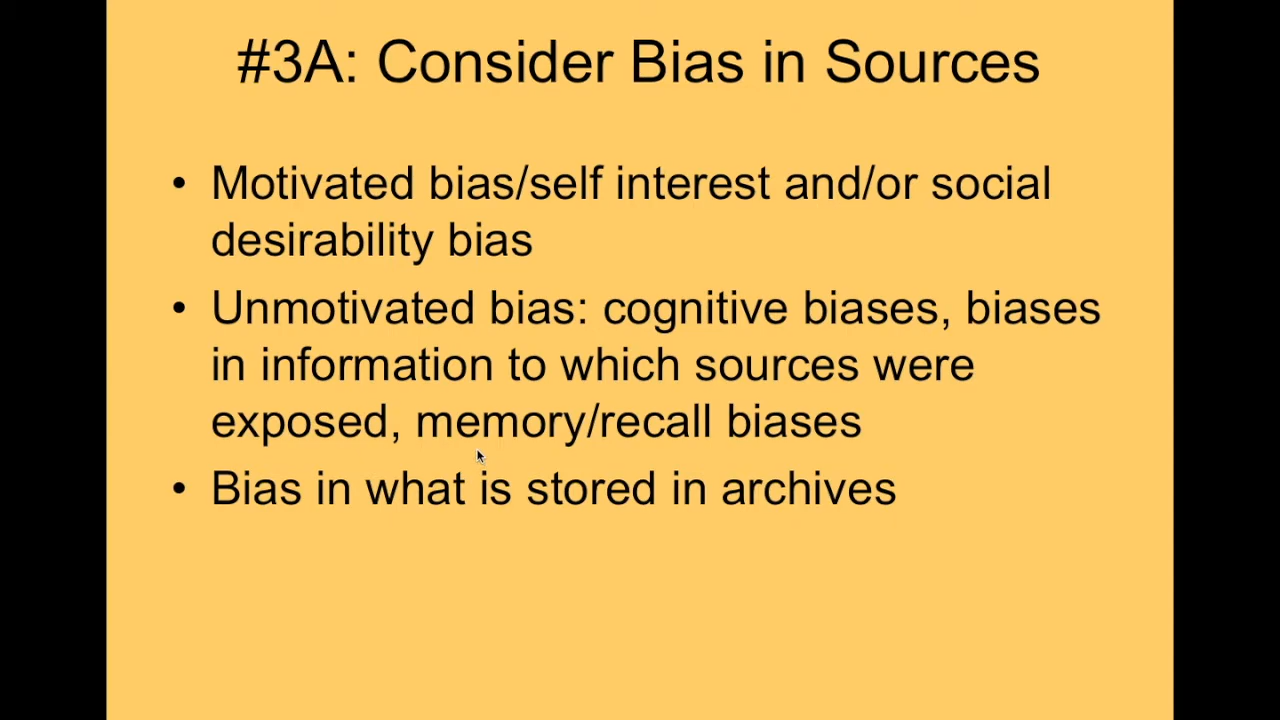 #3A: Consider Bias in Sources
• Motivated bias/self interest and/or social
desirability bias
• Unmotivated bias: cognitive biases, biases
in information to which sources were
exposed, memory/recall biases
• Bias in what is stored in archives